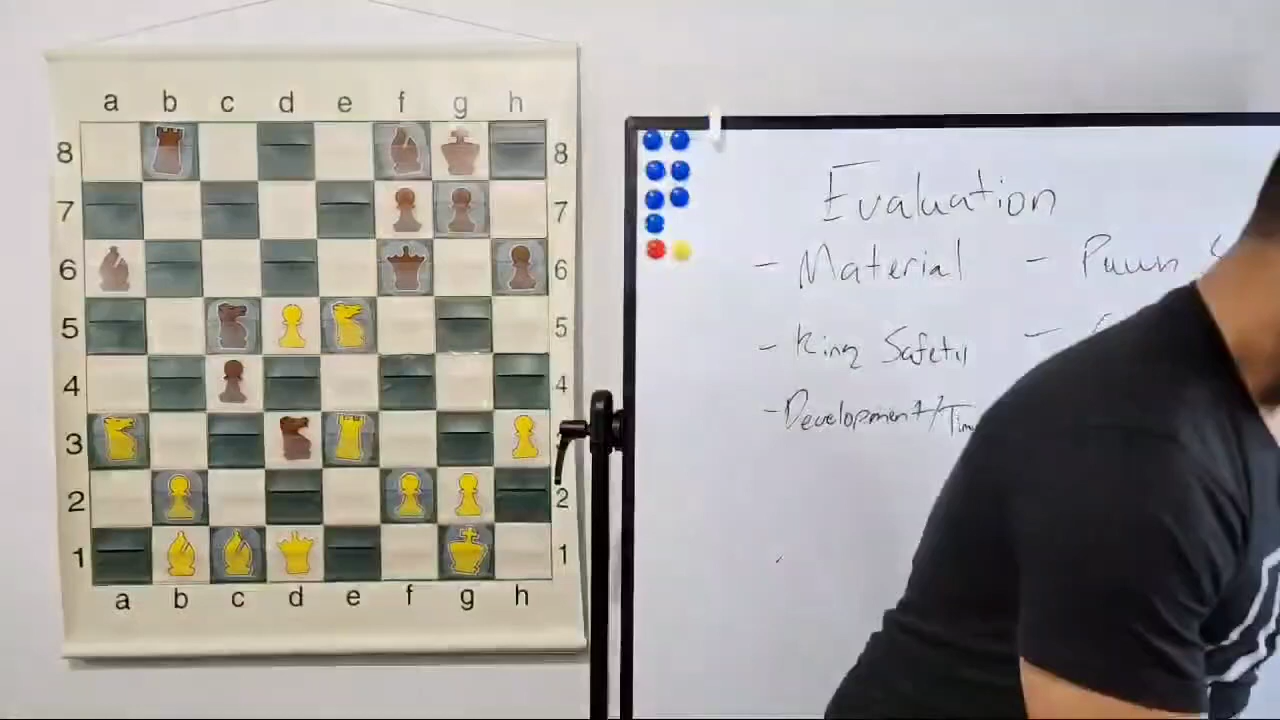 a b c d e f g h
8 8
7 7
6 6
5 5
4 4
3 3
2 2
1 1
a b c d e f g h
Evaluation
- Material - Pawn
- King Safety -
- Development/